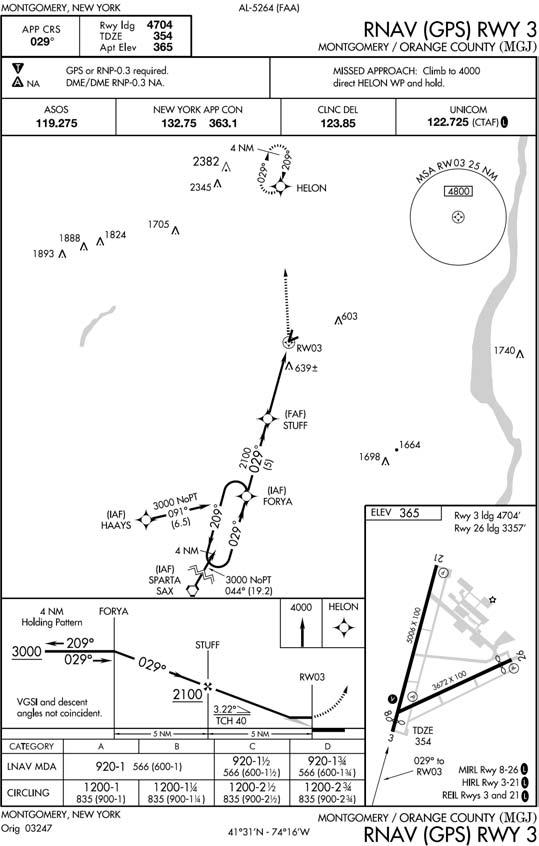 MONTGOMERY, NEW YORK
AL-5264 (FAA)
APP CRS
029°
Rwy ldg 4704
TDZE 354
Apt Elev 365
RNAV (GPS) RWY 3
MONTGOMERY / ORANGE COUNTY (MGJ)
T
A NA
GPS or RNP-0.3 required.
DME/DME RNP-0.3 NA.
MISSED APPROACH: Climb to 4000
direct HELON WP and hold.
ASOS
119.275
NEW YORK APP CON
132.75 363.1
CLNC DEL
123.85
UNICOM
122.725 (CTAF) L
4 NM
029°
209°
HELON
2382
2345
1705
1824
1888
1893
MSA RW03 25 NM
4800
603
RW03
639±
1740
(FAF)
STUFF
2100
029°
(5)
1664
1698
(IAF)
FORYA
3000 NoPT
091°
(6.5)
(IAF)
HAAYS
209°
029°
4 NM
(IAF)
SPARTA
SAX
3000 NoPT
044° (19.2)
ELEV 365
Rwy 3 ldg 4704'
Rwy 26 ldg 3357'
21
5006 X 100
26
3672 X 100
8
3
TDZE
354
029° to
RW03
MIRL Rwy 8-26 L
HIRL Rwy 3-21 L
REIL Rwys 3 and 21 L
4 NM
Holding Pattern
FORYA
3000
209°
029°
029°
STUFF
2100
4000
HELON
RW03
3.22°
TCH 40
VGSI and descent
angles not coincident.
5 NM
5 NM
CATEGORY A B C D
LNAV MDA 920-1 566 (600-1) 920-1½ 566 (600-1½) 920-1¾ 566 (600-1¾)
CIRCLING 1200-1 835 (900-1) 1200-1¼ 835 (900-1¼) 1200-2½ 835 (900-2½) 1200-2¾ 835 (900-2¾)
MONTGOMERY, NEW YORK
Orig 03247
41°31'N - 74°16'W
MONTGOMERY / ORANGE COUNTY (MGJ)
RNAV (GPS) RWY 3